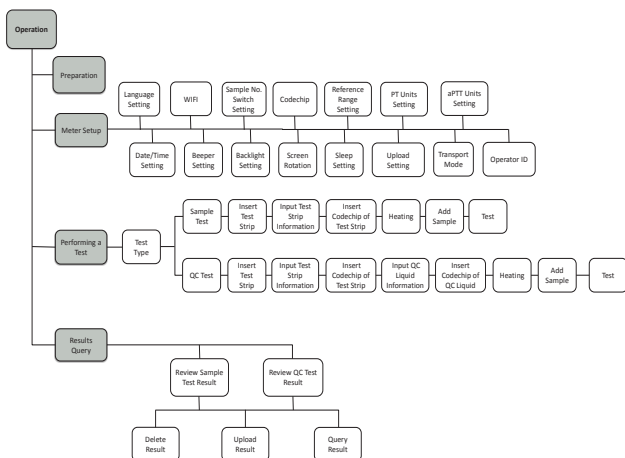 Operation
Preparation
Language
Setting
WIFI
Sample No.
Switch
Setting
Codechip
Reference
Range Setting
PT Units
Setting
aPTT Units
Setting
Meter Setup
Date/Time
Setting
Beeper
Setting
Backlight
Setting
Screen
Rotation
Sleep
Setting
Upload
Setting
Transport
Mode
Operator ID
Performing a
Test
Test
Type
Sample
Test
Insert
Test
Strip
Input Test
Strip
Information
Insert
Codechip of
Test Strip
Heating
Add
Sample
Test
QC Test
Insert
Test
Strip
Input Test
Strip
Information
Insert
Codechip of
Test Strip
Input QC
Liquid
Information
Insert
Codechip of
QC Liquid
Heating
Add
Sample
Test
Results
Query
Review Sample
Test Result
Review QC Test
Result
Delete
Result
Upload
Result
Query
Result